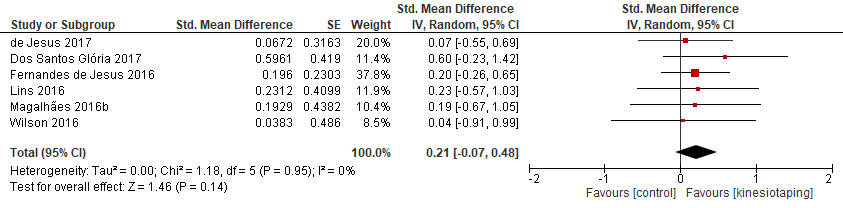 Std. Mean Difference Std. Mean Difference
Study or Subgroup Std. Mean Difference SE Weight IV, Random, 95% CI IV, Random, 95% CI
de Jesus 2017 0.0672 0.3163 20.0% 0.07 [-0.55, 0.69]
Dos Santos Glória 2017 0.5961 0.419 11.4% 0.60 [-0.23, 1.42]
Fernandes de Jesus 2016 0.196 0.2303 37.8% 0.20 [-0.26, 0.65]
Lins 2016 0.2312 0.4099 11.9% 0.23 [-0.57, 1.03]
Magalhães 2016b 0.1929 0.4382 10.4% 0.19 [-0.67, 1.05]
Wilson 2016 0.0383 0.486 8.5% 0.04 [-0.91, 0.99]
Total (95% CI) 100.0% 0.21 [-0.07, 0.48]
Heterogeneity: Tau² = 0.00; Chi² = 1.18, df = 5 (P = 0.95); I² = 0%
Test for overall effect: Z = 1.46 (P = 0.14)
-2 -1 0 1 2
Favours [control] Favours [kinesiotaping]